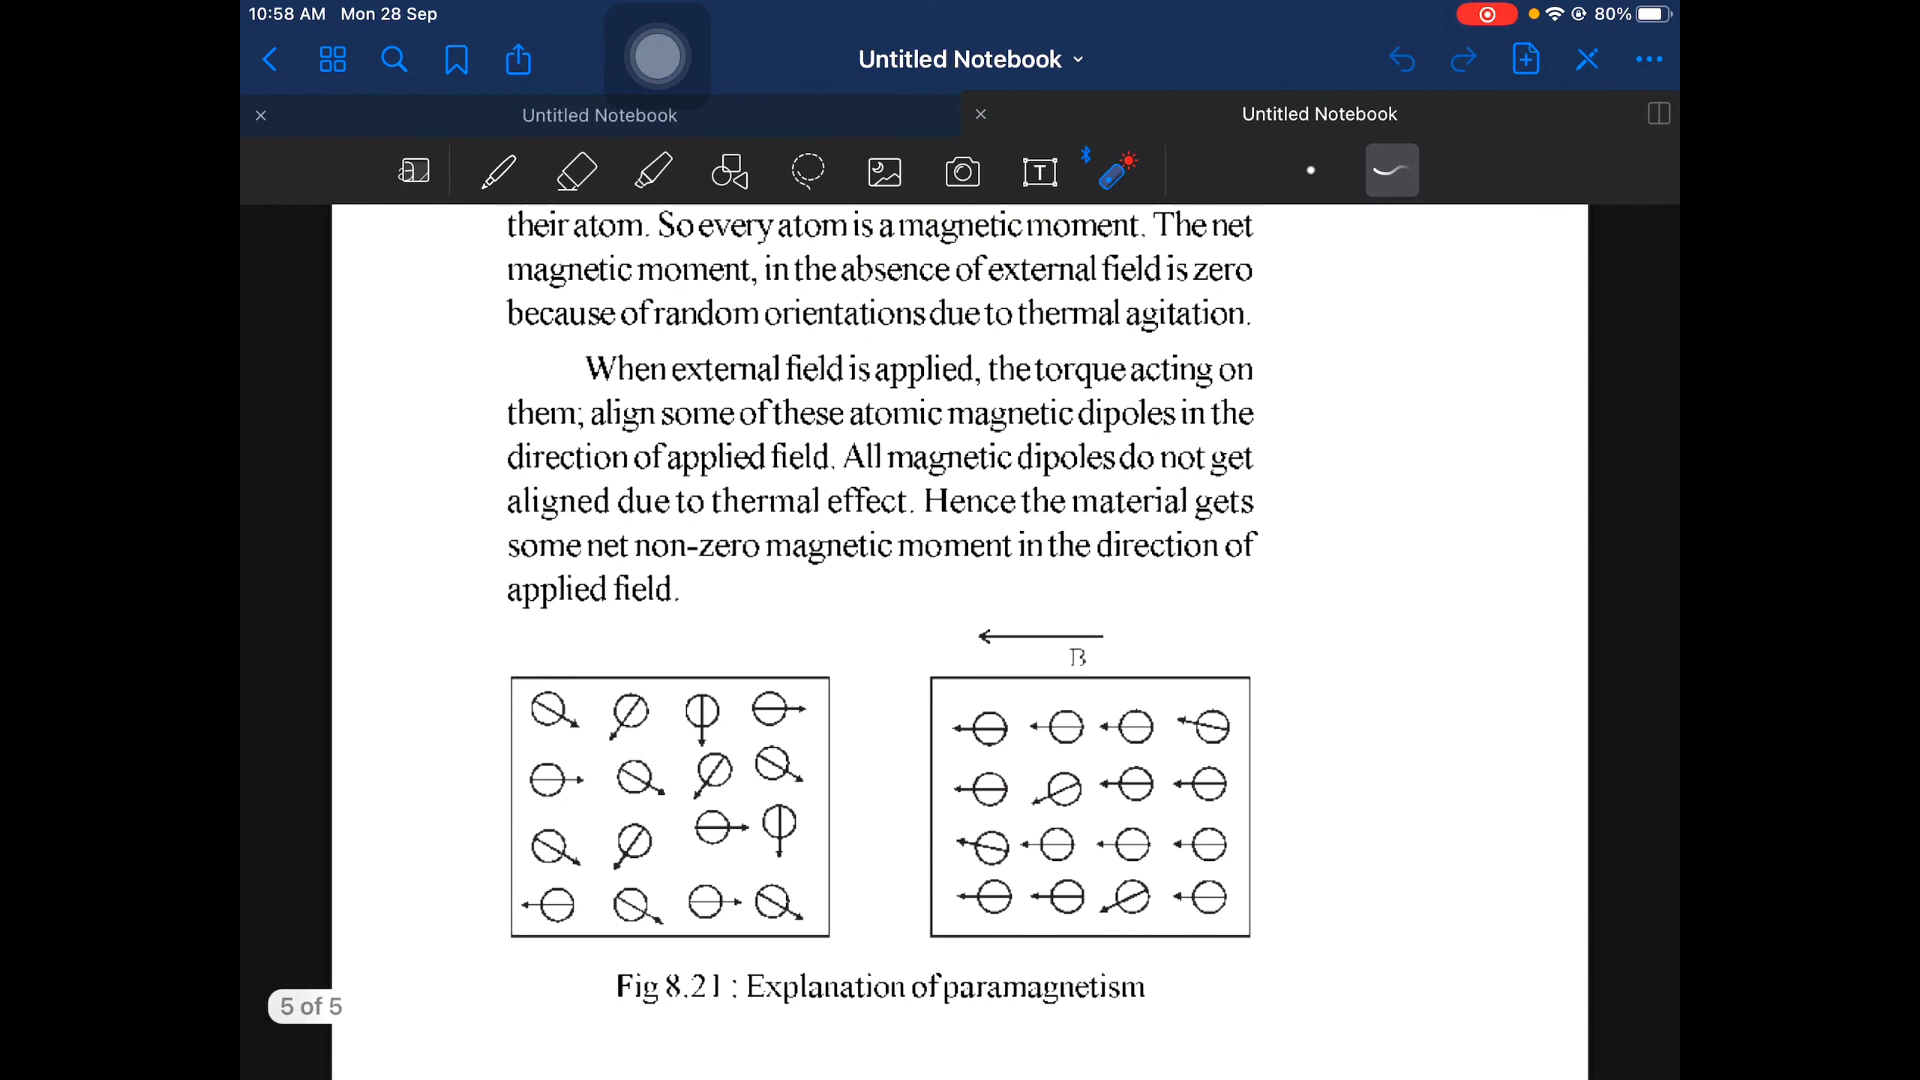 10:58 AM Mon 28 Sep
80%
Untitled Notebook
Untitled Notebook
Untitled Notebook
T
their atom. So every atom is a magnetic moment. The net
magnetic moment, in the absence of external field is zero
because of random orientations due to thermal agitation.
When external field is applied, the torque acting on
them; align some of these atomic magnetic dipoles in the
direction of applied field. All magnetic dipoles do not get
aligned due to thermal effect. Hence the material gets
some net non-zero magnetic moment in the direction of
applied field.
B
Fig 8.21 : Explanation of paramagnetism
5 of 5